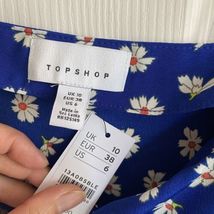 TOPSHOP
UK 10
EUR 38
US 6
Made in
Sri Lanka
UK 10
EUR 38
US 6